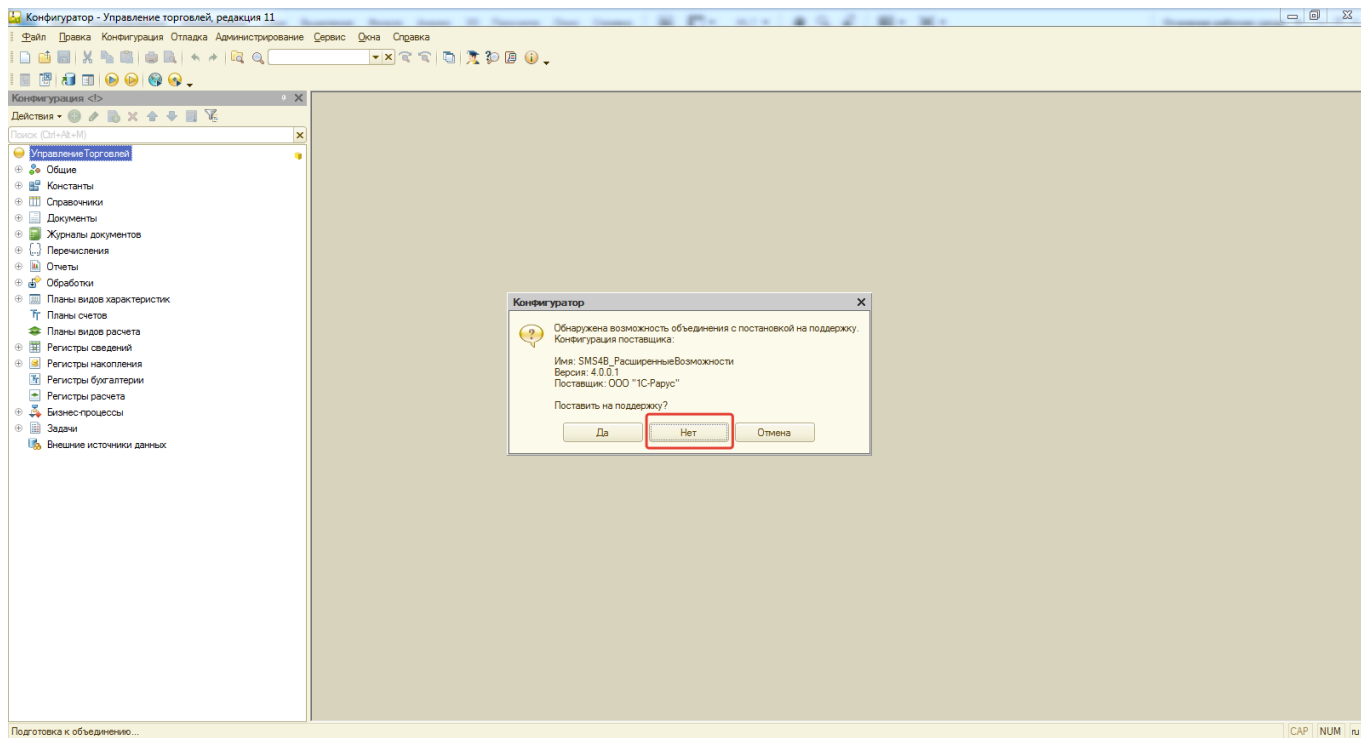 Конфигуратор - Управление торговлей, редакция 11
Файл Правка Конфигурация Отладка Администрирование Сервис Окна Справка
Конфигурация <!>
Действия
Поиск (Ctrl+Alt+M)
УправлениеТорговлей
Общие
Константы
Справочники
Документы
Журналы документов
Перечисления
Отчеты
Обработки
Планы видов характеристик
Планы счетов
Планы видов расчета
Регистры сведений
Регистры накопления
Регистры бухгалтерии
Регистры расчета
Бизнес-процессы
Задачи
Внешние источники данных
Конфигуратор
Обнаружена возможность объединения с постановкой на поддержку.
Конфигурация поставщика:
Имя: SMS4B_РасширенныеВозможности
Версия: 4.0.0.1
Поставщик: ООО "1С-Рарус"
Поставить на поддержку?
Да Нет Отмена
Подготовка к объединению...
CAP NUM ru